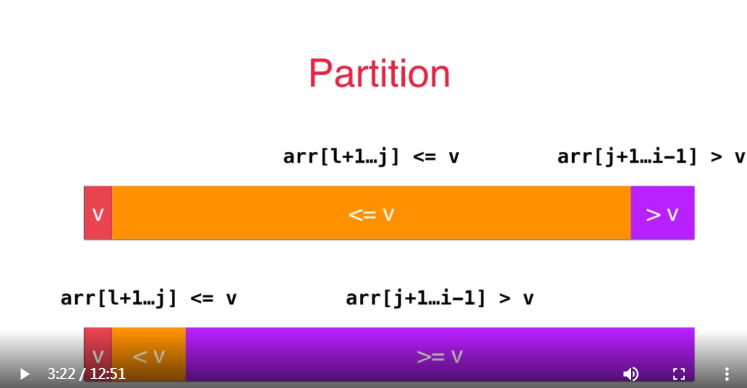 Partition
arr[l+1…j] <= v arr[j+1…i-1] > v
v <= v > v
arr[l+1…j] <= v arr[j+1…i-1] > v
v < v >= v
3:22 / 12:51